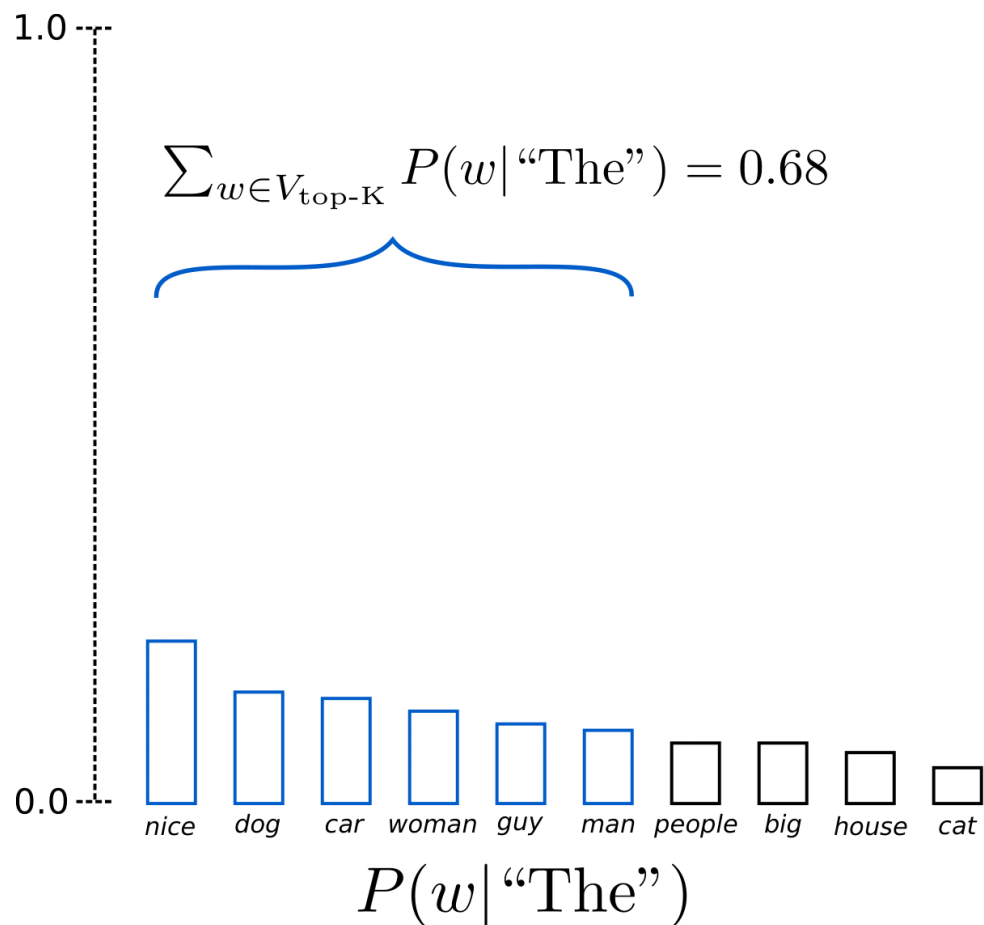 1.0
∑w∈Vtop-K P(w|“The”) = 0.68
0.0
nice dog car woman guy man people big house cat
P(w|“The”)